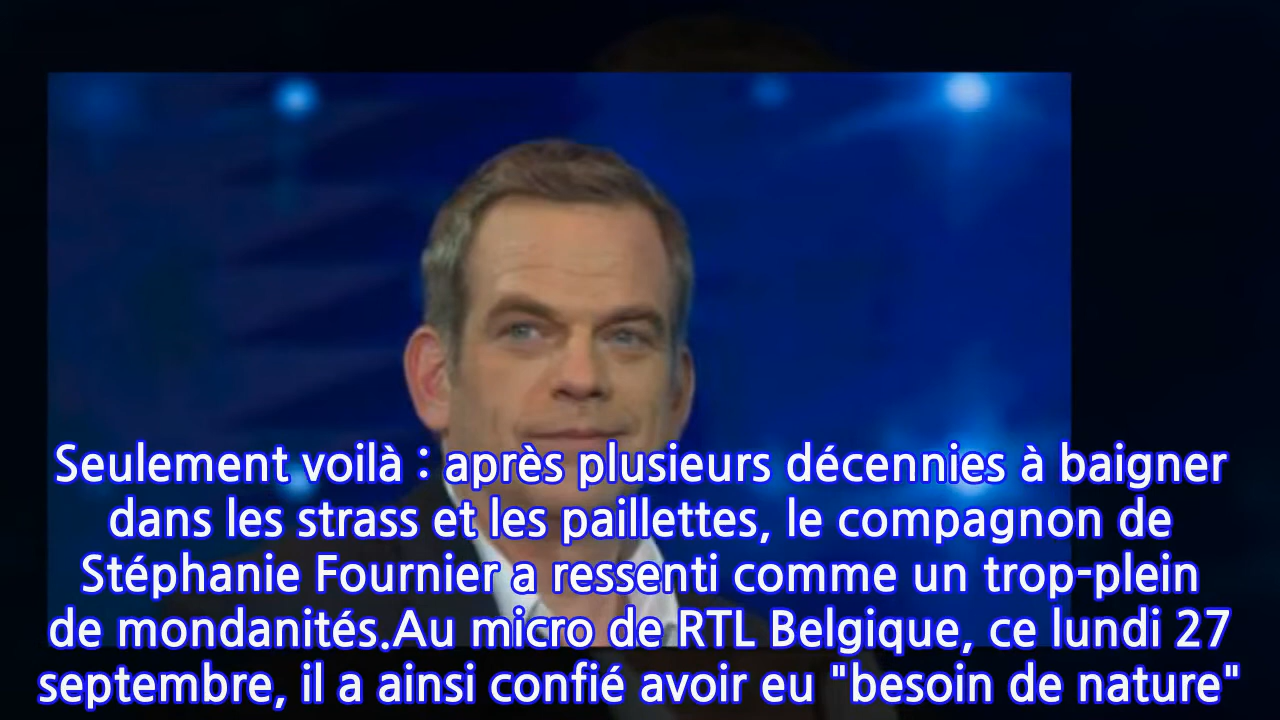 Seulement voilà : après plusieurs décennies à baigner
dans les strass et les paillettes, le compagnon de
Stéphanie Fournier a ressenti comme un trop-plein
de mondanités.Au micro de RTL Belgique, ce lundi 27
septembre, il a ainsi confié avoir eu "besoin de nature"